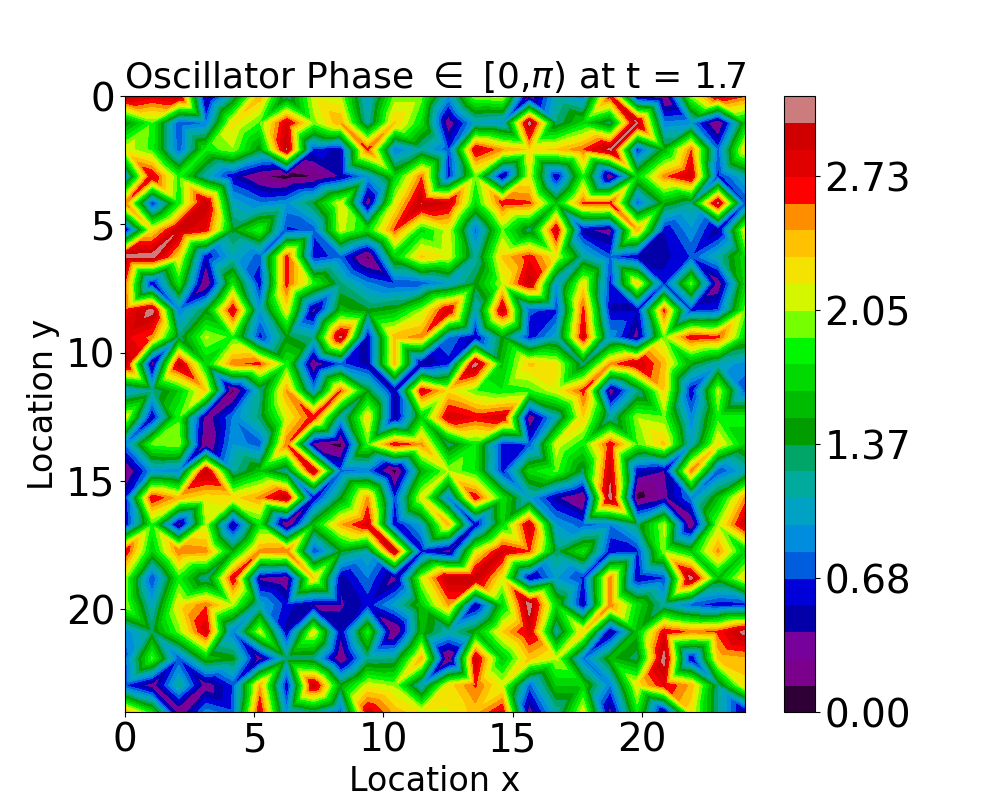 Oscillator Phase ∈ [0,π) at t = 1.7
0
5
10
15
20
Location y
0 5 10 15 20
Location x
2.73
2.05
1.37
0.68
0.00